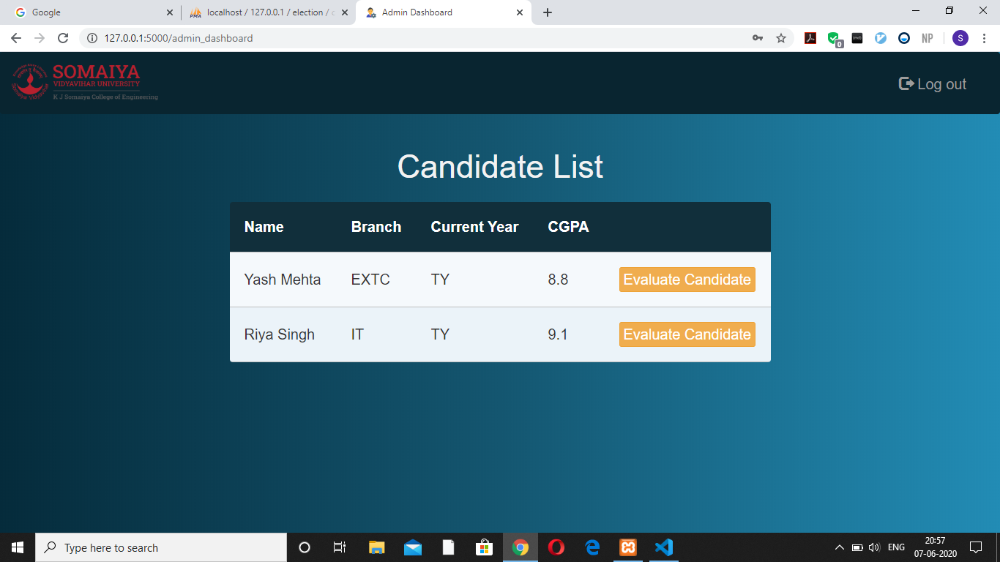 Google
localhost / 127.0.0.1 / election / c
Admin Dashboard
127.0.0.1:5000/admin_dashboard
0
NP
S
SOMAIYA
VIDYAVIHAR UNIVERSITY
K J Somaiya College of Engineering
Log out
Candidate List
Name Branch Current Year CGPA
Yash Mehta EXTC TY 8.8 Evaluate Candidate
Riya Singh IT TY 9.1 Evaluate Candidate
Type here to search
ENG
20:57
07-06-2020